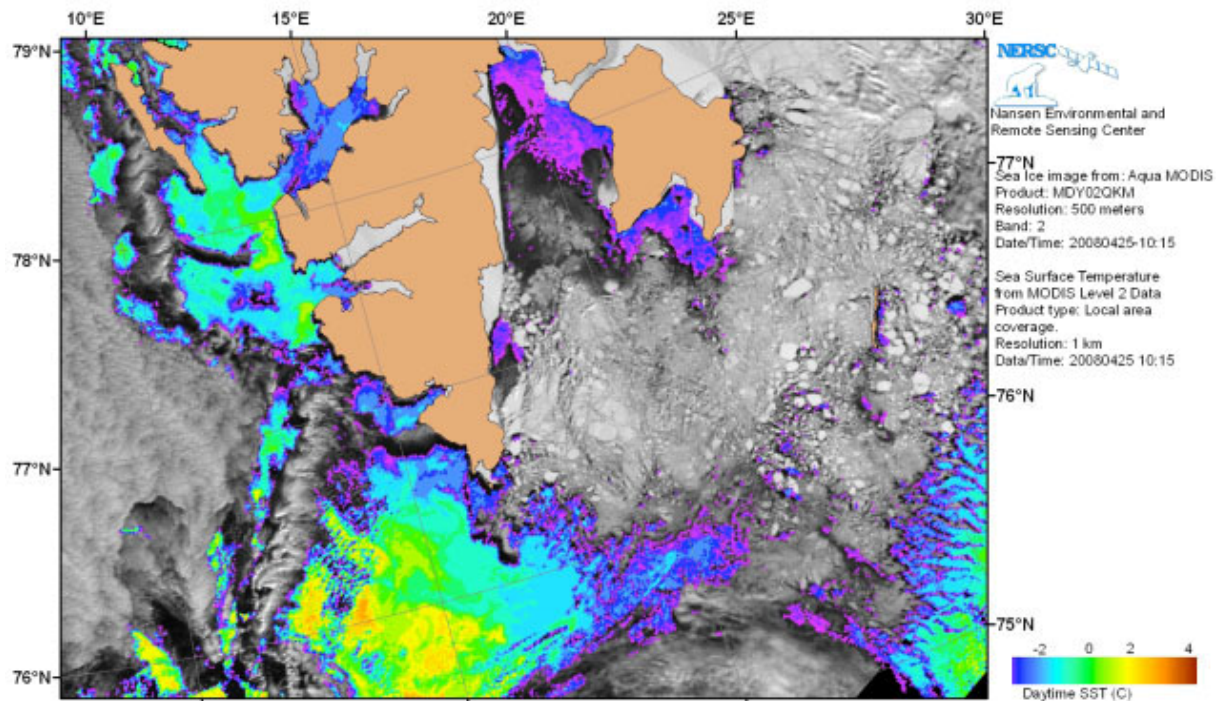 10°E 15°E 20°E 25°E 30°E
79°N
78°N
77°N
76°N
77°N
76°N
75°N
NERSC
Nansen Environmental and
Remote Sensing Center
Sea Ice image from: Aqua MODIS
Product: MDY02QKM
Resolution: 500 meters
Band: 2
Date/Time: 20080425-10:15
Sea Surface Temperature
from MODIS Level 2 Data
Product type: Local area
coverage.
Resolution: 1 km
Data/Time: 20080425 10:15
-2 0 2 4
Daytime SST (C)